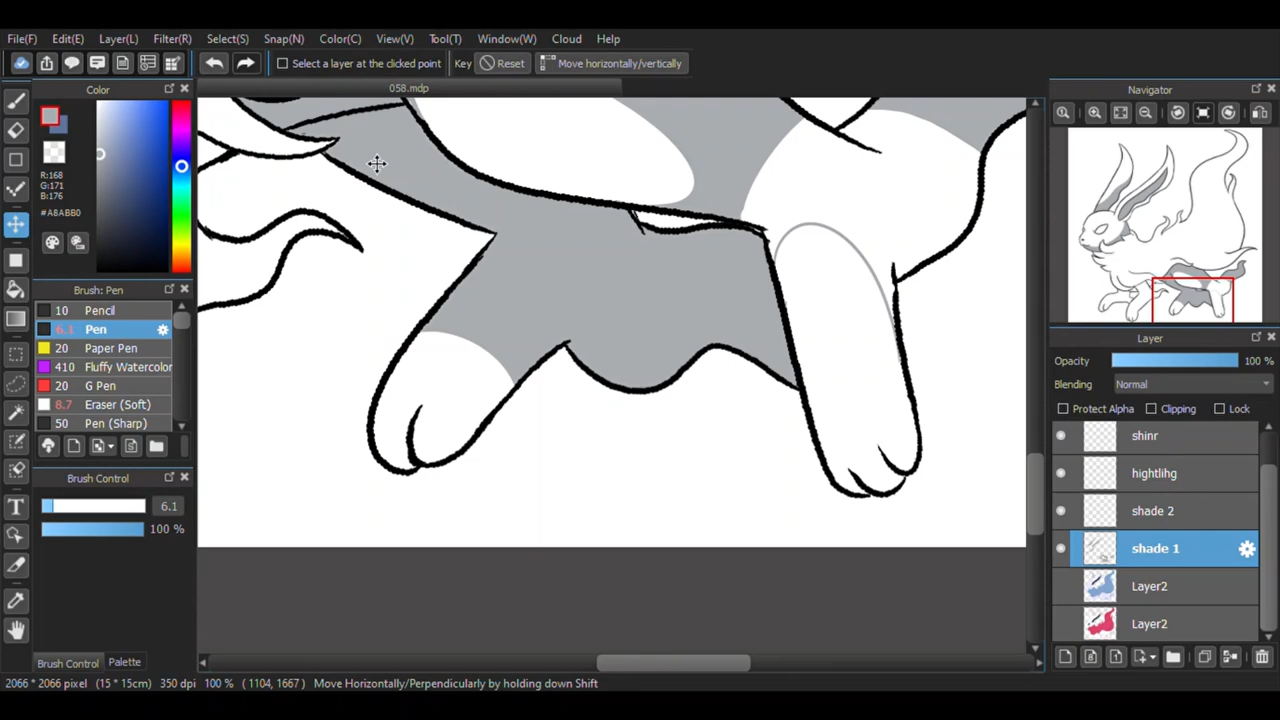 File(F) Edit(E) Layer(L) Filter(R) Select(S) Snap(N) Color(C) View(V) Tool(T) Window(W) Cloud Help
Select a layer at the clicked point Key Reset Move horizontally/vertically
058.mdp
Color
R:168
G:171
B:176
#A8ABB0
Brush: Pen
10 Pencil
6.1 Pen
20 Paper Pen
410 Fluffy Watercolor
20 G Pen
8.7 Eraser (Soft)
50 Pen (Sharp)
Brush Control
6.1
100 %
Brush Control Palette
Navigator
Layer
Opacity 100 %
Blending Normal
Protect Alpha Clipping Lock
shinr
hightlihg
shade 2
shade 1
Layer2
Layer2
2066 * 2066 pixel (15 * 15cm) 350 dpi 100 % ( 1104, 1667 ) Move Horizontally/Perpendicularly by holding down Shift